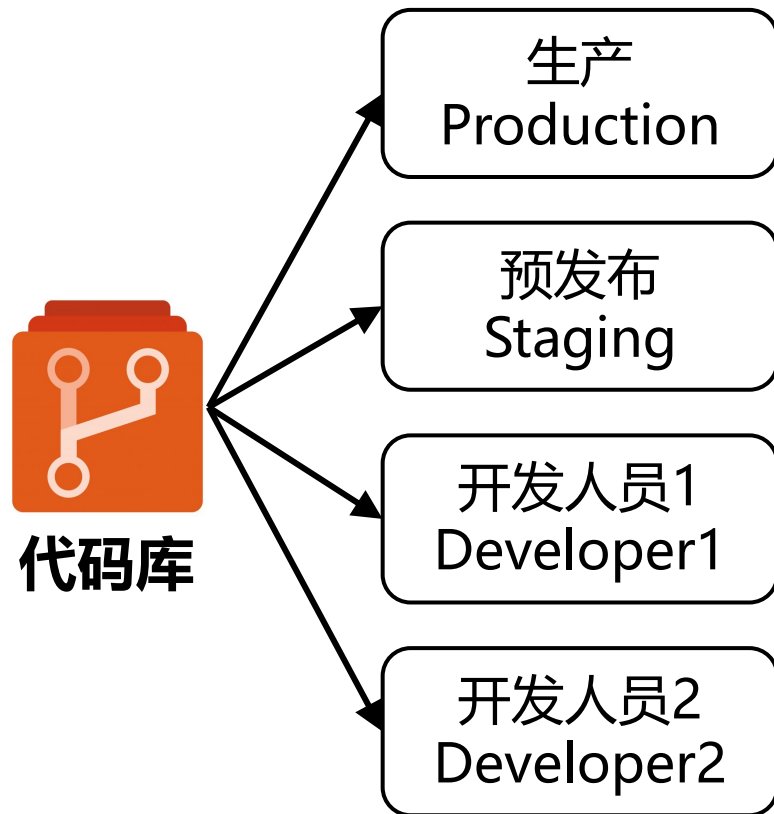 生产
Production
预发布
Staging
开发人员1
Developer1
代码库
开发人员2
Developer2